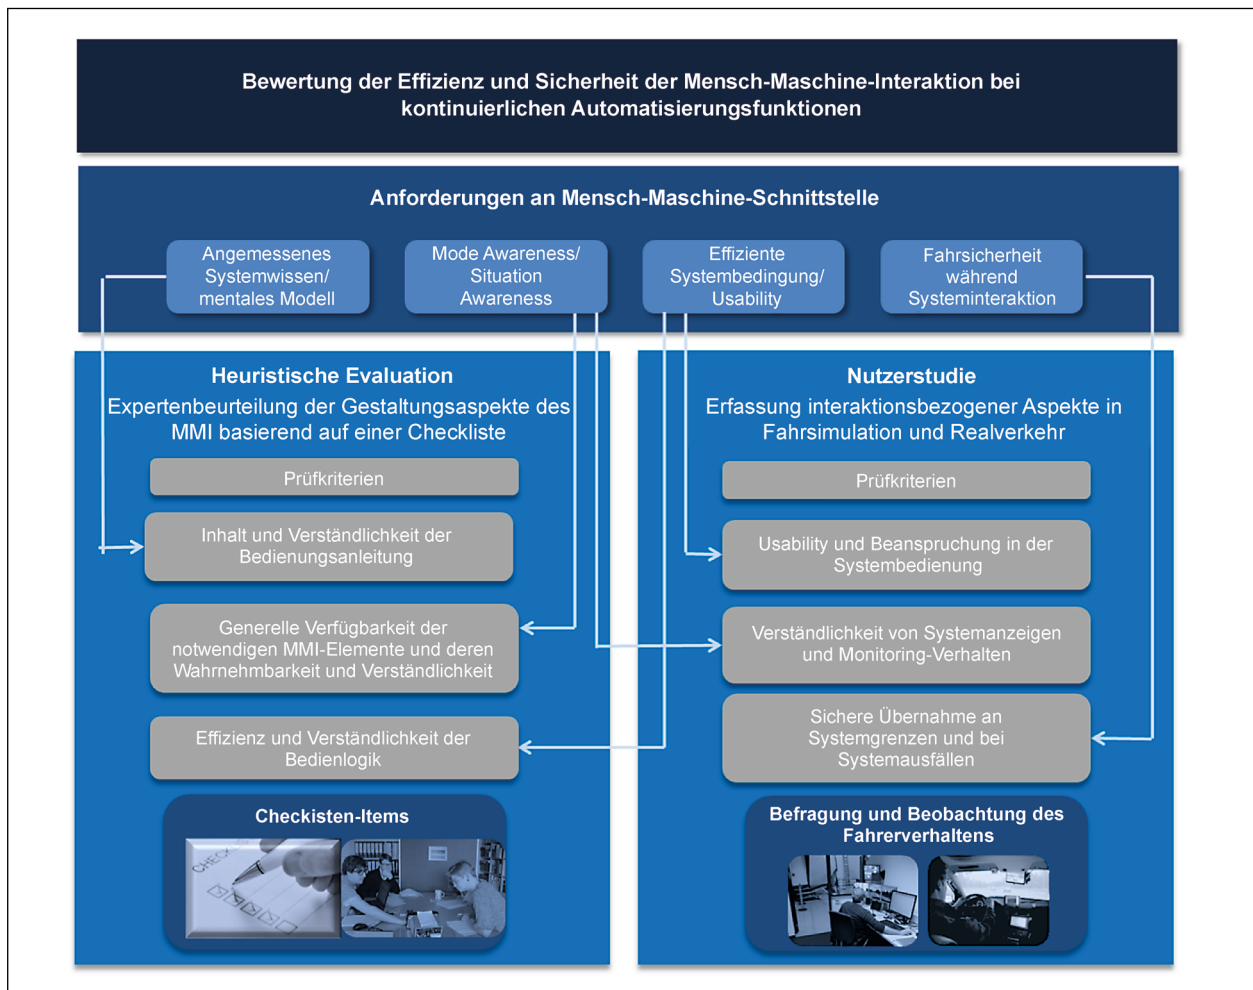 Bewertung der Effizienz und Sicherheit der Mensch-Maschine-Interaktion bei
kontinuierlichen Automatisierungsfunktionen
Anforderungen an Mensch-Maschine-Schnittstelle
Angemessenes
Systemwissen/
mentales Modell
Mode Awareness/
Situation
Awareness
Effiziente
Systembedingung/
Usability
Fahrsicherheit
während
Systeminteraktion
Heuristische Evaluation
Expertenbeurteilung der Gestaltungsaspekte des
MMI basierend auf einer Checkliste
Prüfkriterien
Inhalt und Verständlichkeit der
Bedienungsanleitung
Generelle Verfügbarkeit der
notwendigen MMI-Elemente und deren
Wahrnehmbarkeit und Verständlichkeit
Effizienz und Verständlichkeit der
Bedienlogik
Checkisten-Items
CHECK
Nutzerstudie
Erfassung interaktionsbezogener Aspekte in
Fahrsimulation und Realverkehr
Prüfkriterien
Usability und Beanspruchung in der
Systembedienung
Verständlichkeit von Systemanzeigen
und Monitoring-Verhalten
Sichere Übernahme an
Systemgrenzen und bei
Systemausfällen
Befragung und Beobachtung des
Fahrerverhaltens